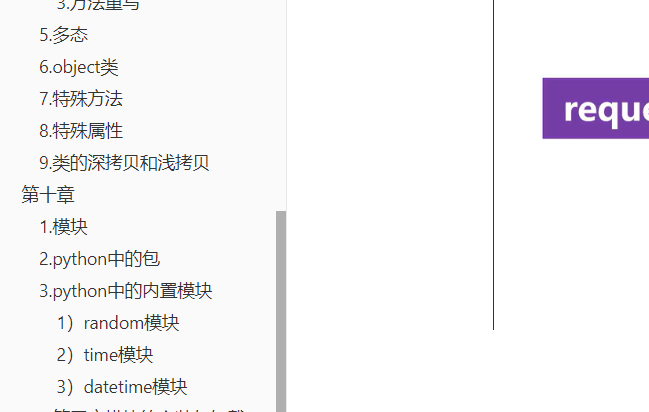 3.方法重写
5.多态
6.object类
7.特殊方法
8.特殊属性
9.类的深拷贝和浅拷贝
第十章
1.模块
2.python中的包
3.python中的内置模块
1）random模块
2）time模块
3）datetime模块
reque